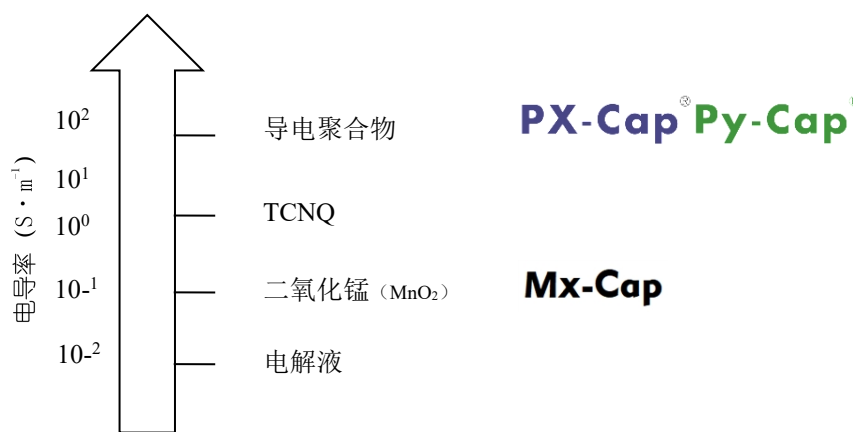 10²
导电聚合物
PX-Cap® Py-Cap
10¹
TCNQ
10⁰
10-¹
二氧化锰（MnO₂）
Mx-Cap
10-²
电解液
电导率 (S·m⁻¹)